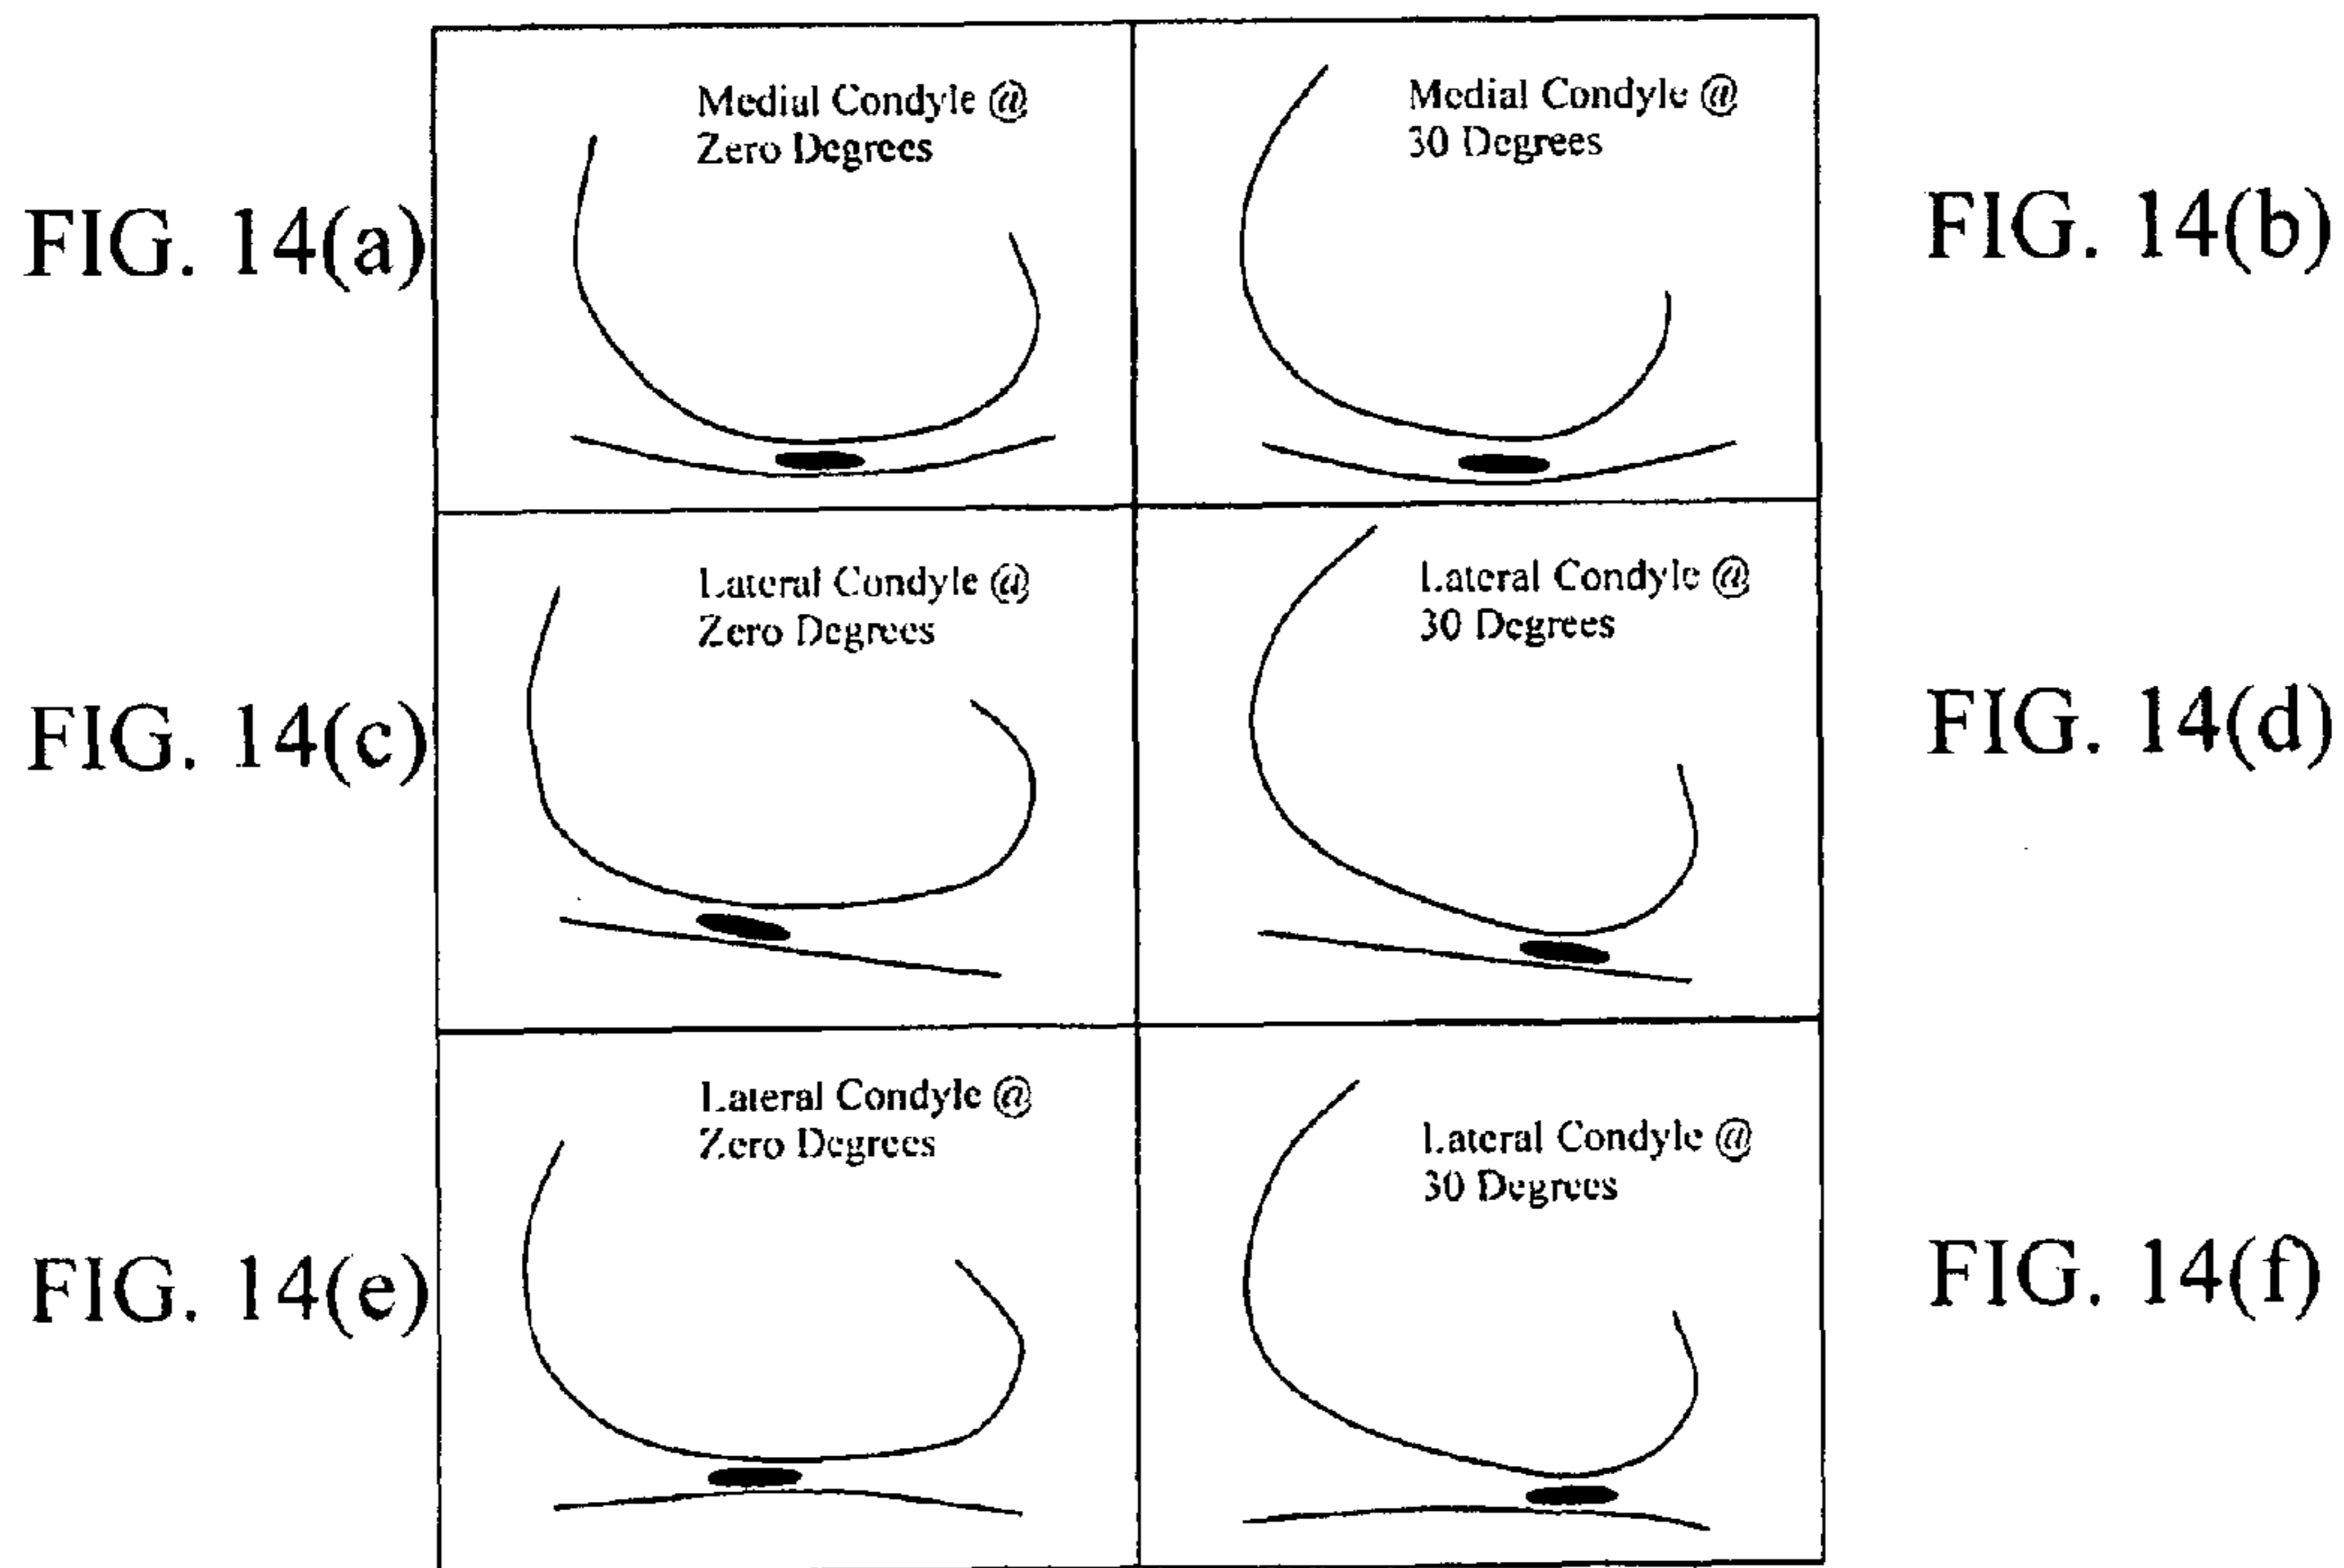 FIG. 14(a)
Medial Condyle @
Zero Degrees
Medial Condyle @
30 Degrees
FIG. 14(b)
FIG. 14(c)
Lateral Condyle @
Zero Degrees
Lateral Condyle @
30 Degrees
FIG. 14(d)
FIG. 14(e)
Lateral Condyle @
Zero Degrees
Lateral Condyle @
30 Degrees
FIG. 14(f)